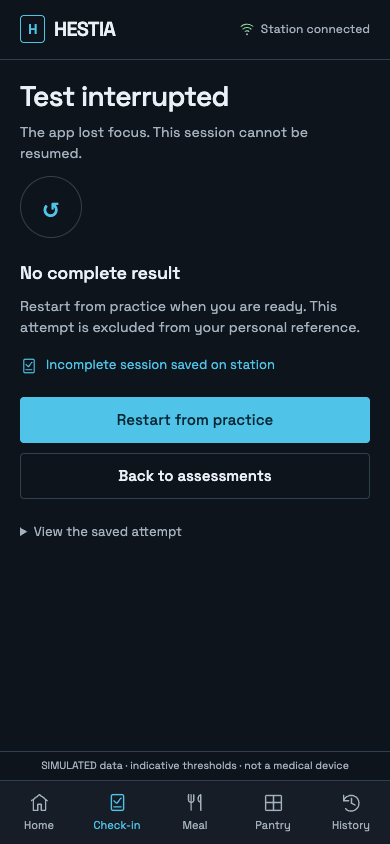 H HESTIA
Station connected
Test interrupted
The app lost focus. This session cannot be
resumed.
No complete result
Restart from practice when you are ready. This
attempt is excluded from your personal reference.
Incomplete session saved on station
Restart from practice
Back to assessments
View the saved attempt
SIMULATED data · indicative thresholds · not a medical device
Home
Check-in
Meal
Pantry
History